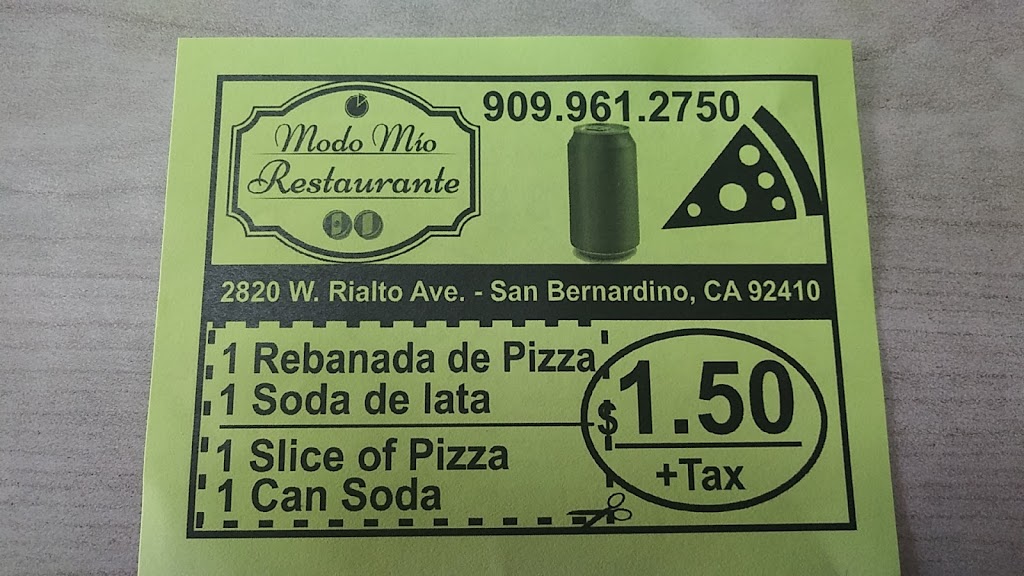 Modo Mío
Restaurante
909.961.2750
2820 W. Rialto Ave. - San Bernardino, CA 92410
1 Rebanada de Pizza
1 Soda de lata
1 Slice of Pizza
1 Can Soda
$1.50
+Tax